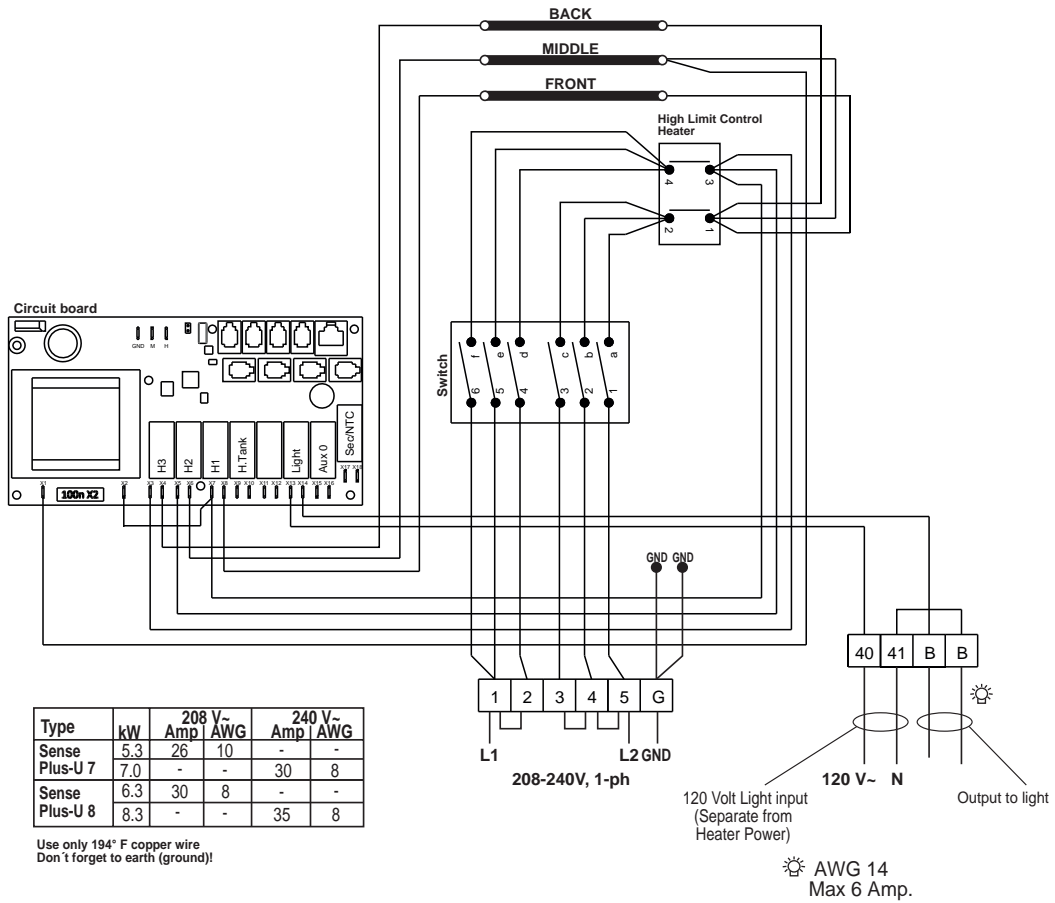 BACK
MIDDLE
FRONT
High Limit Control
Heater
4 3
2 1
Circuit board
GND M H
Switch
f e d c b a
6 5 4 3 2 1
H3 H2 H1 H.Tank Light Aux 0 Sec/NTC
X17 X18
X1 X2 X3 X4 X5 X6 X7 X8 X9 X10 X11 X12 X13 X14 X15 X16
100n X2
GND GND
40 41 B B
1 2 3 4 5 G
L1 L2 GND
208-240V, 1-ph
120 V~ N
120 Volt Light input
(Separate from
Heater Power)
Output to light
AWG 14
Max 6 Amp.
Type kW 208 V~ Amp AWG 240 V~ Amp AWG
Sense Plus-U 7
5.3 26 10 - -
7.0 - - 30 8
Sense Plus-U 8
6.3 30 8 - -
8.3 - - 35 8
Use only 194° F copper wire
Don´t forget to earth (ground)!